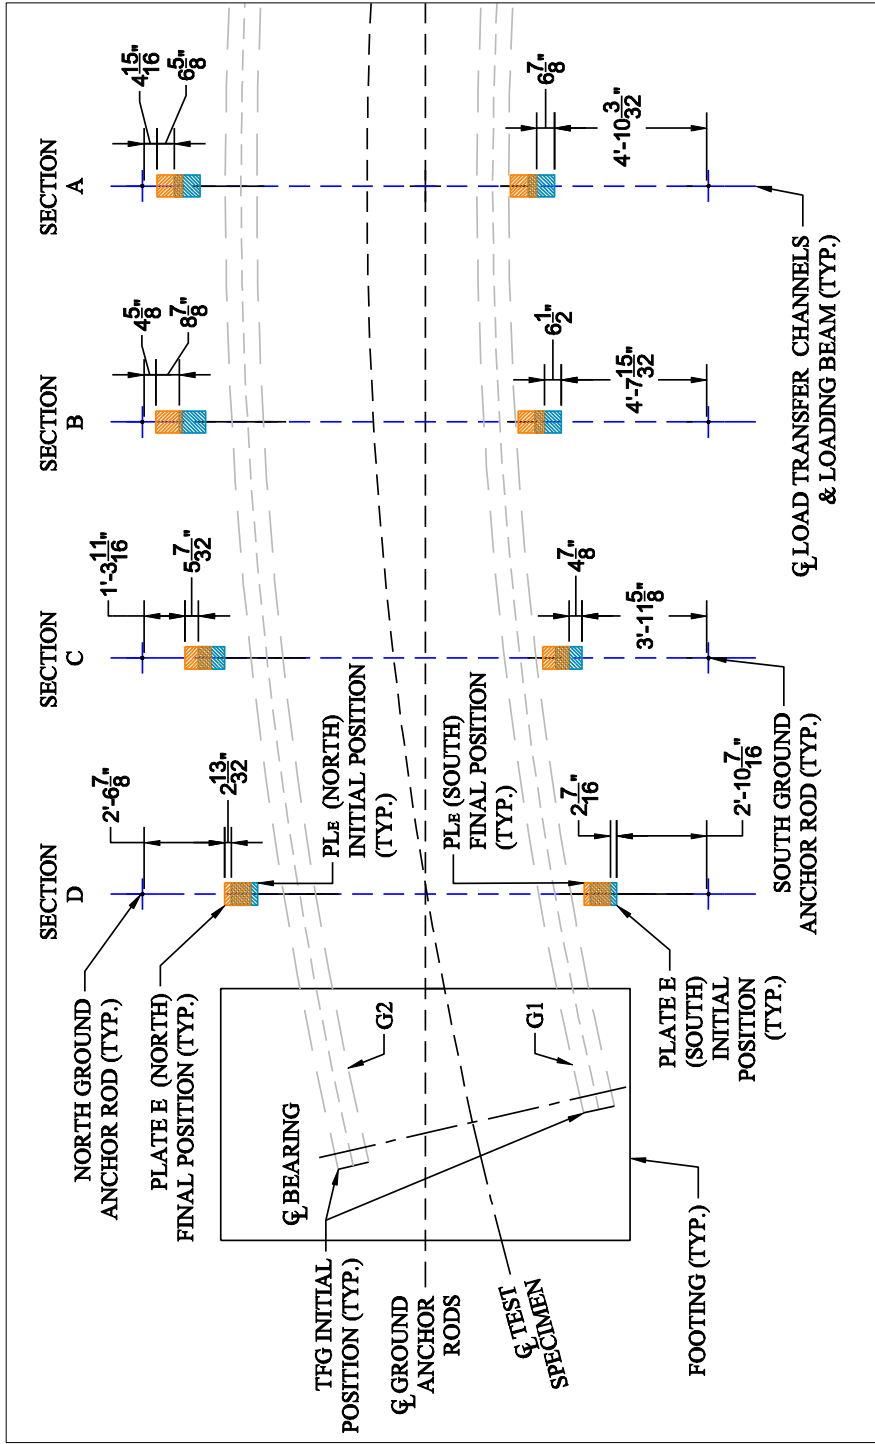 SECTION
A
SECTION
B
SECTION
C
SECTION
D
4 15/16"
6 5/8"
4 5/8"
8 7/8"
1'-3 11/16"
5 7/32"
2'-6 7/8"
2 13/32"
6 7/8"
4'-10 3/32"
6 1/2"
4'-7 15/32"
4 7/8"
3'-11 5/8"
2 7/16"
2'-10 7/16"
NORTH GROUND
ANCHOR ROD (TYP.)
PLATE E (NORTH)
FINAL POSITION (TYP.)
PLE (NORTH)
INITIAL POSITION
(TYP.)
PLE (SOUTH)
FINAL POSITION
(TYP.)
G2
G1
℄ BEARING
TFG INITIAL
POSITION (TYP.)
℄ GROUND
ANCHOR
RODS
℄ TEST
SPECIMEN
PLATE E
(SOUTH)
INITIAL
POSITION
(TYP.)
SOUTH GROUND
ANCHOR ROD (TYP.)
℄ LOAD TRANSFER CHANNELS
& LOADING BEAM (TYP.)
FOOTING (TYP.)